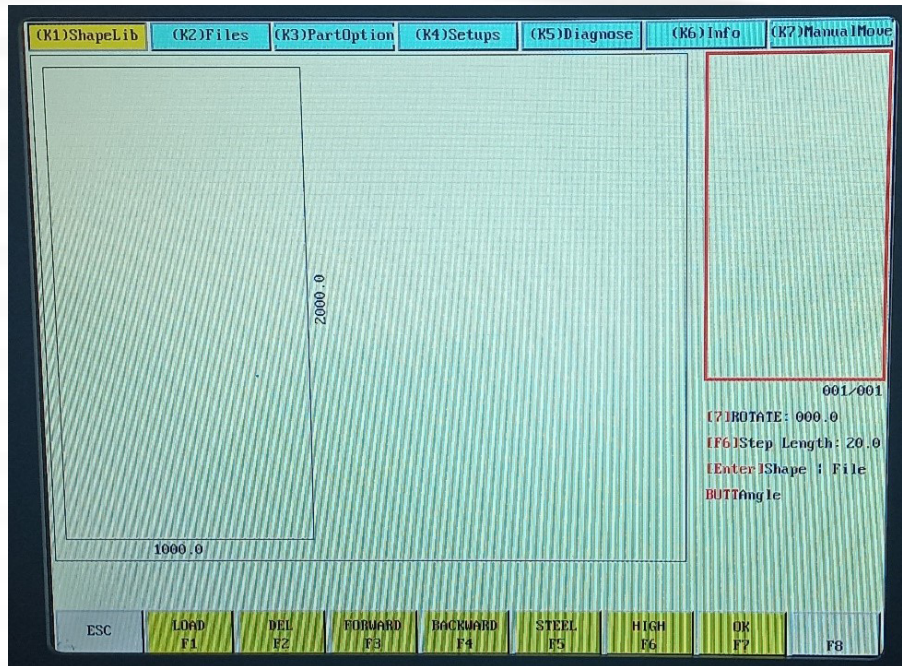 (K1)ShapeLib (K2)Files (K3)PartOption (K4)Setups (K5)Diagnose (K6)Info (K7)ManualMove
2000.0
1000.0
001/001
[7]ROTATE: 000.0
[F6]Step Length: 20.0
[Enter]Shape ¦ File
BUTTAngle
ESC LOAD DEL FORWARD BACKWARD STEEL HIGH OK
F1 F2 F3 F4 F5 F6 F7 F8